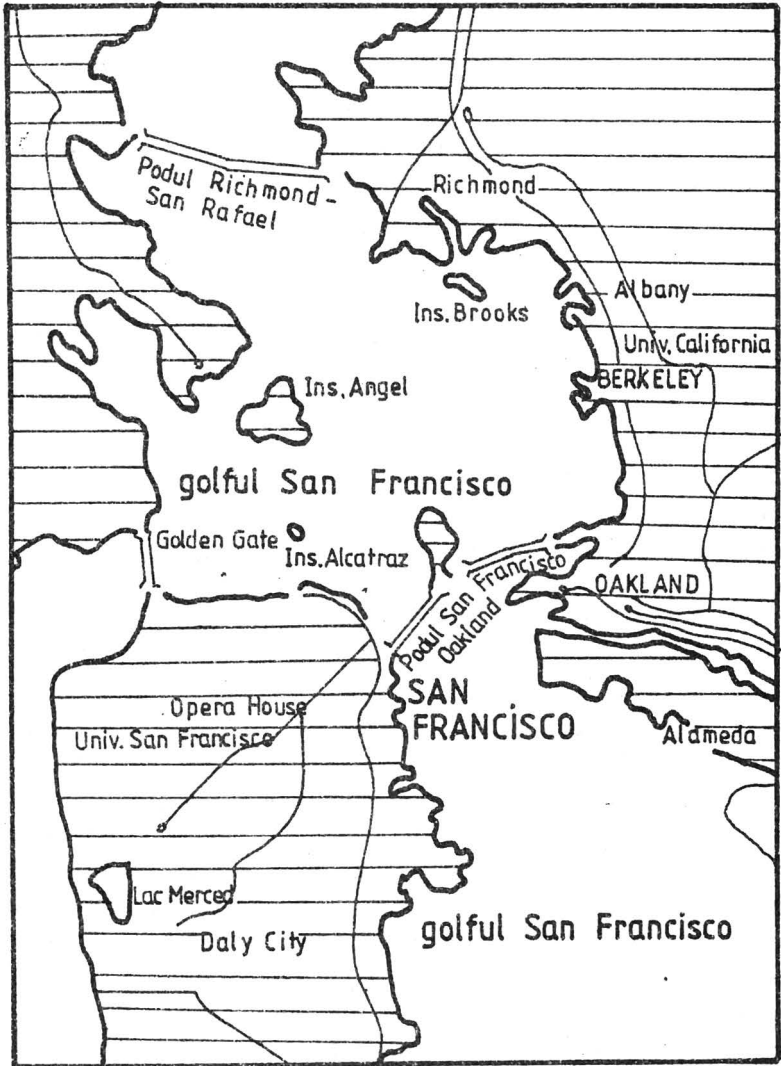 Podul Richmond-
San Rafael
Richmond
Ins. Brooks
Albany
Univ. California
BERKELEY
Ins. Angel
golful San Francisco
Golden Gate
Ins. Alcatraz
Podul San Francisco
Oakland
OAKLAND
SAN
FRANCISCO
Opera House
Univ. San Francisco
Alameda
Lac Merced
Daly City
golful San Francisco